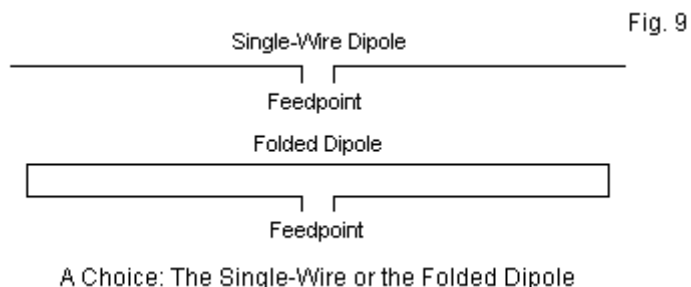 Fig. 9
Single-Wire Dipole
Feedpoint
Folded Dipole
Feedpoint
A Choice: The Single-Wire or the Folded Dipole